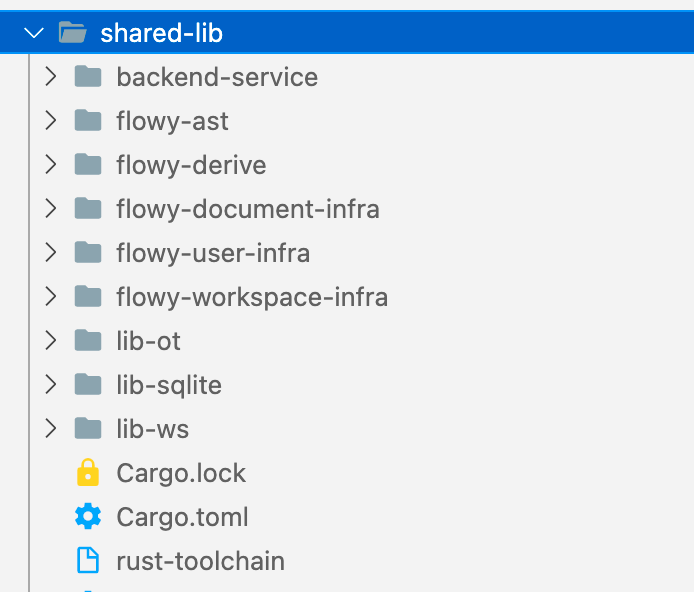 shared-lib
backend-service
flowy-ast
flowy-derive
flowy-document-infra
flowy-user-infra
flowy-workspace-infra
lib-ot
lib-sqlite
lib-ws
Cargo.lock
Cargo.toml
rust-toolchain